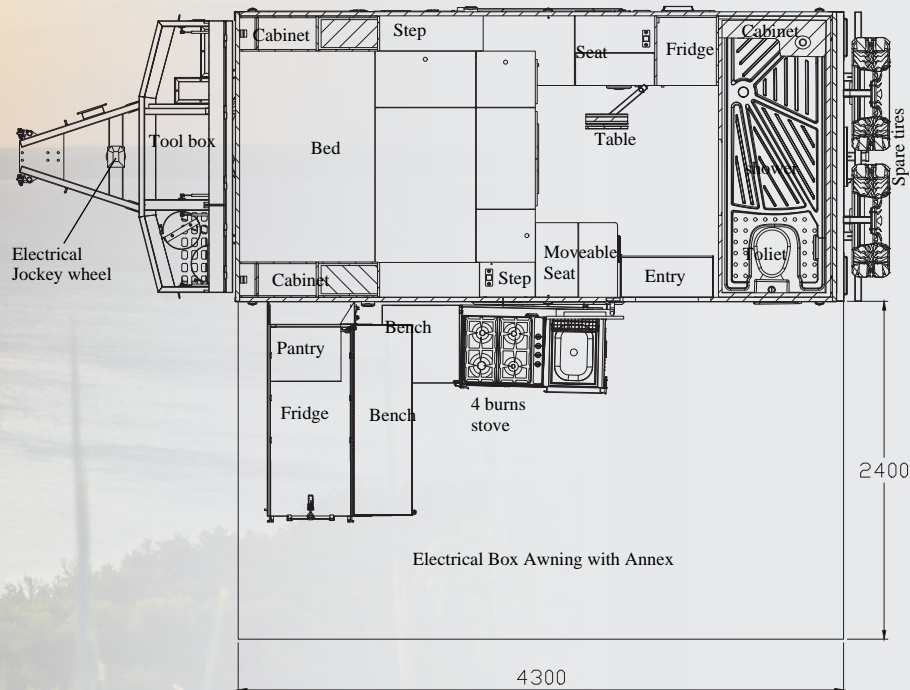 Cabinet
Step
Seat
Fridge
Cabinet
Tool box
Bed
Table
shower
Spare tires
Electrical
Jockey wheel
Cabinet
Step
Moveable
Seat
Entry
Toliet
Pantry
Bench
Fridge
Bench
4 burns
stove
2400
Electrical Box Awning with Annex
4300